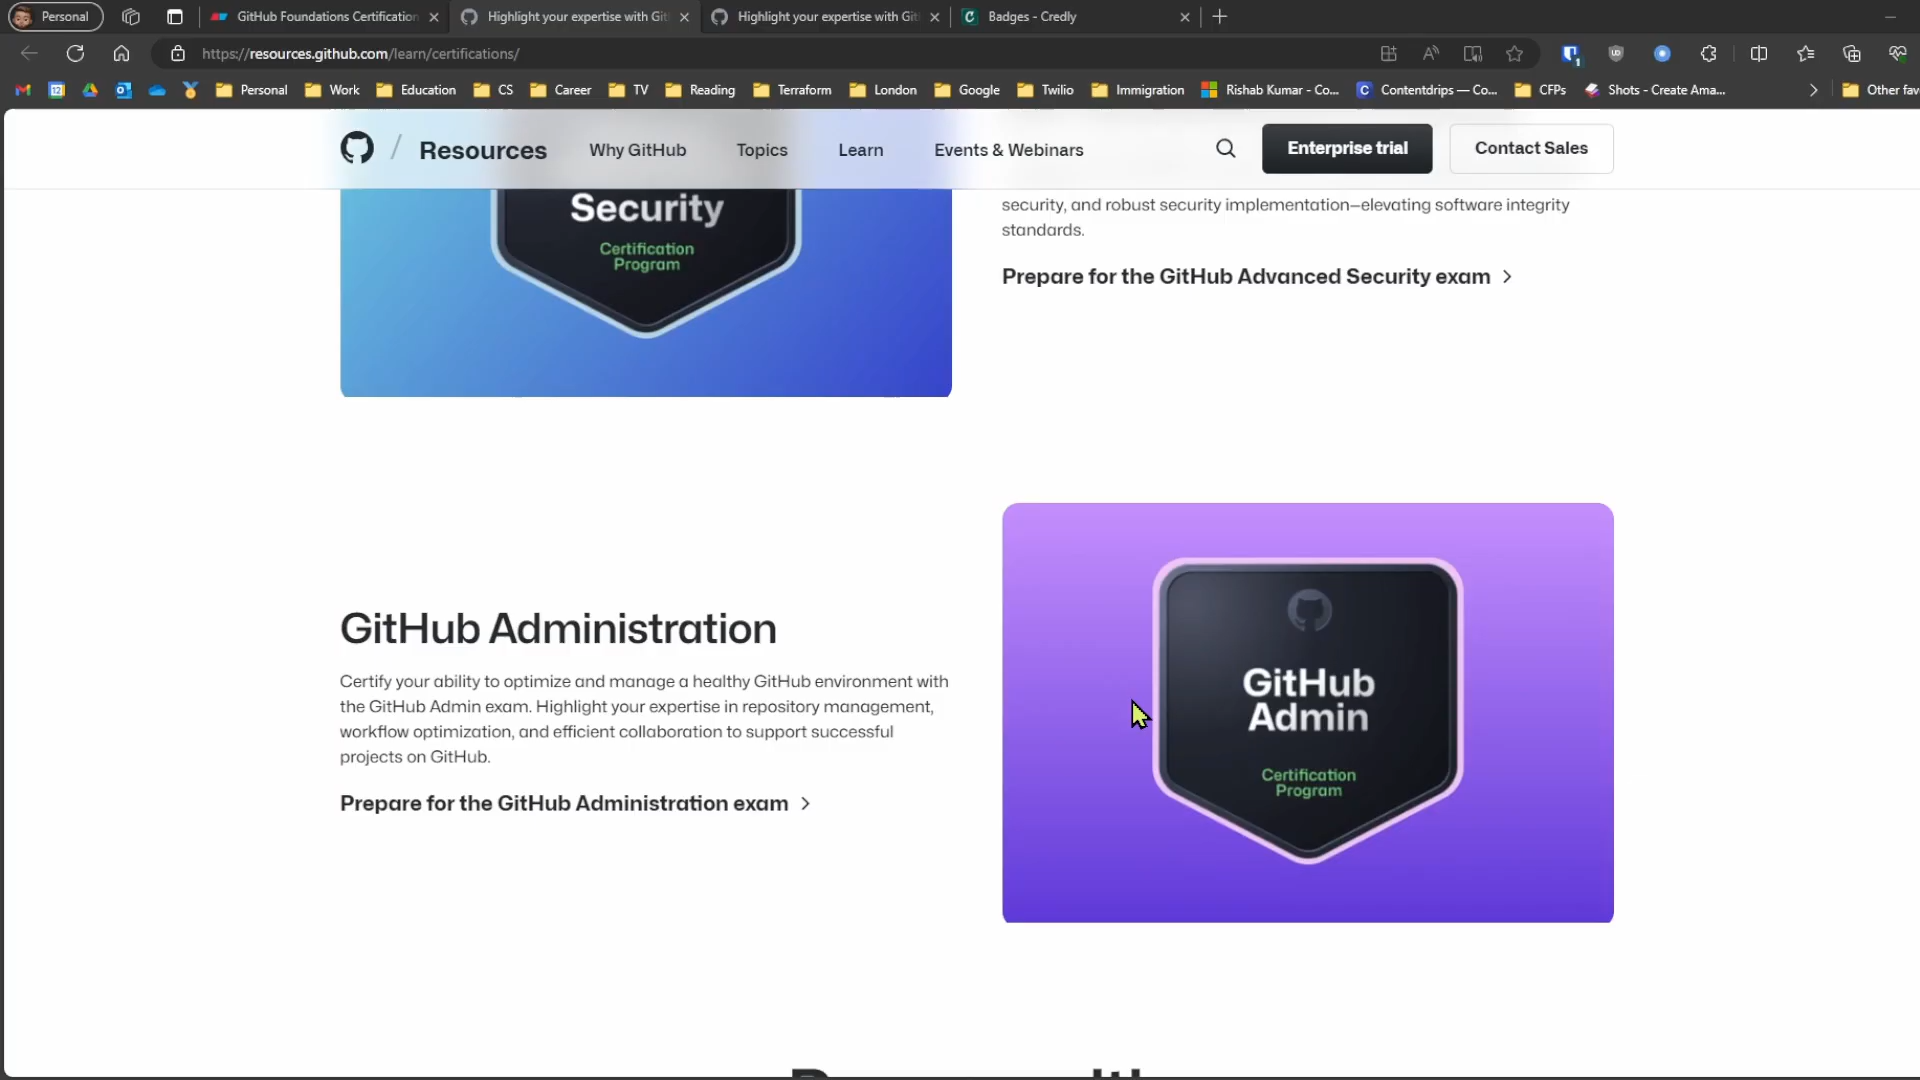 Personal
GitHub Foundations Certification
Highlight your expertise with Git
Highlight your expertise with Git
Badges - Credly
https://resources.github.com/learn/certifications/
Personal
Work
Education
CS
Career
TV
Reading
Terraform
London
Google
Twilio
Immigration
Rishab Kumar - Co...
Contentdrips — Co...
CFPs
Shots - Create Ama...
Other fav
/ Resources
Why GitHub
Topics
Learn
Events & Webinars
Enterprise trial
Contact Sales
Security
Certification
Program
security, and robust security implementation—elevating software integrity
standards.
Prepare for the GitHub Advanced Security exam >
GitHub Administration
Certify your ability to optimize and manage a healthy GitHub environment with
the GitHub Admin exam. Highlight your expertise in repository management,
workflow optimization, and efficient collaboration to support successful
projects on GitHub.
Prepare for the GitHub Administration exam >
GitHub
Admin
Certification
Program